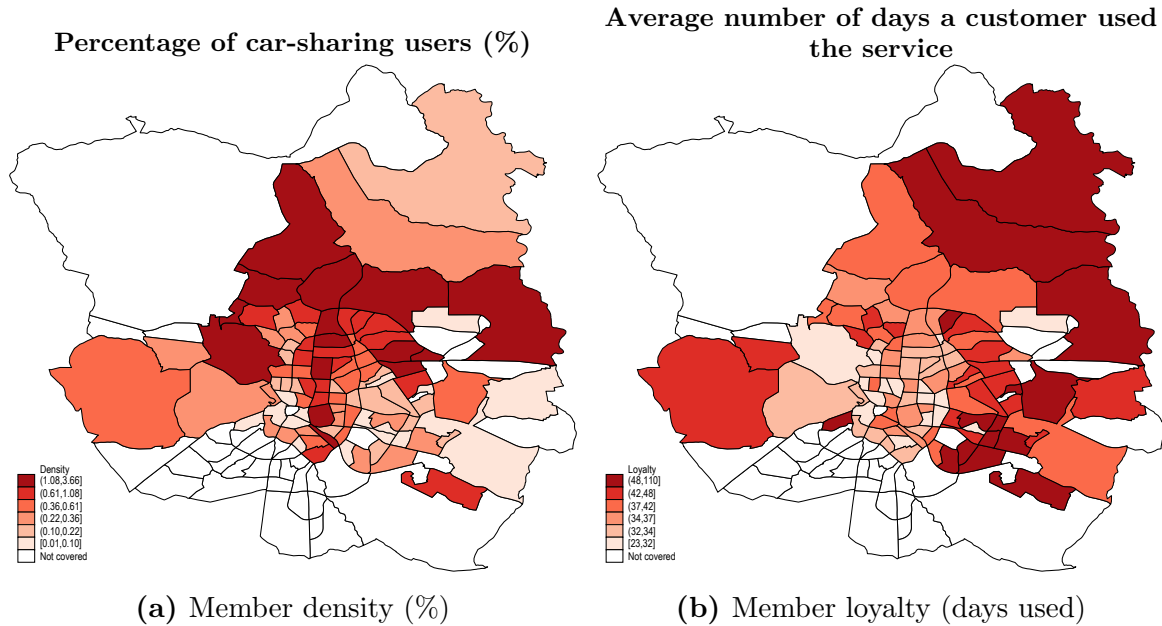 Percentage of car-sharing users (%)
Average number of days a customer used
the service
Density
(1.08,3.66]
(0.61,1.08]
(0.36,0.61]
(0.22,0.36]
(0.10,0.22]
[0.01,0.10]
Not covered
Loyalty
(48,110]
(42,48]
(37,42]
(34,37]
(32,34]
[23,32]
Not covered
(a) Member density (%)
(b) Member loyalty (days used)